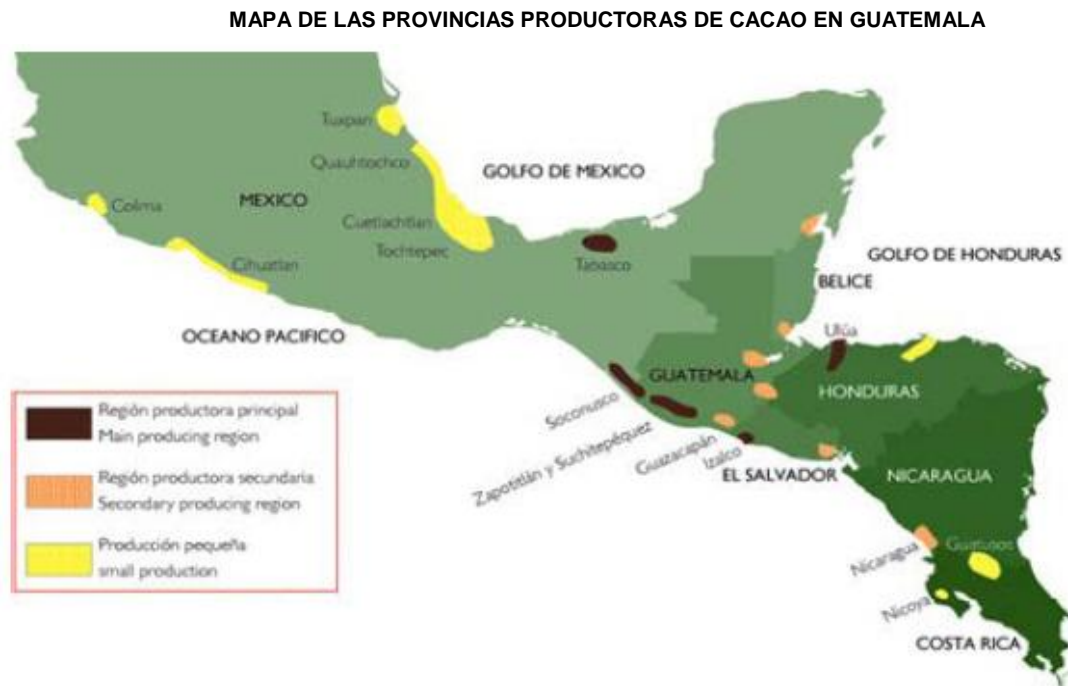 MAPA DE LAS PROVINCIAS PRODUCTORAS DE CACAO EN GUATEMALA
Tuxpan
Quauhtochco
GOLFO DE MEXICO
MEXICO
Colima
Cuetlachtlan
Tochtepec
Cihuatlan
Tabasco
GOLFO DE HONDURAS
BELICE
OCEANO PACIFICO
Ulúa
GUATEMALA
HONDURAS
Soconusco
Zapotitlán y Suchitepéquez
Guazacapán
Izalco
EL SALVADOR
NICARAGUA
Nicaragua
Guatusos
Nicoya
COSTA RICA
Región productora principal
Main producing region
Región productora secundaria
Secondary producing region
Producción pequeña
small production